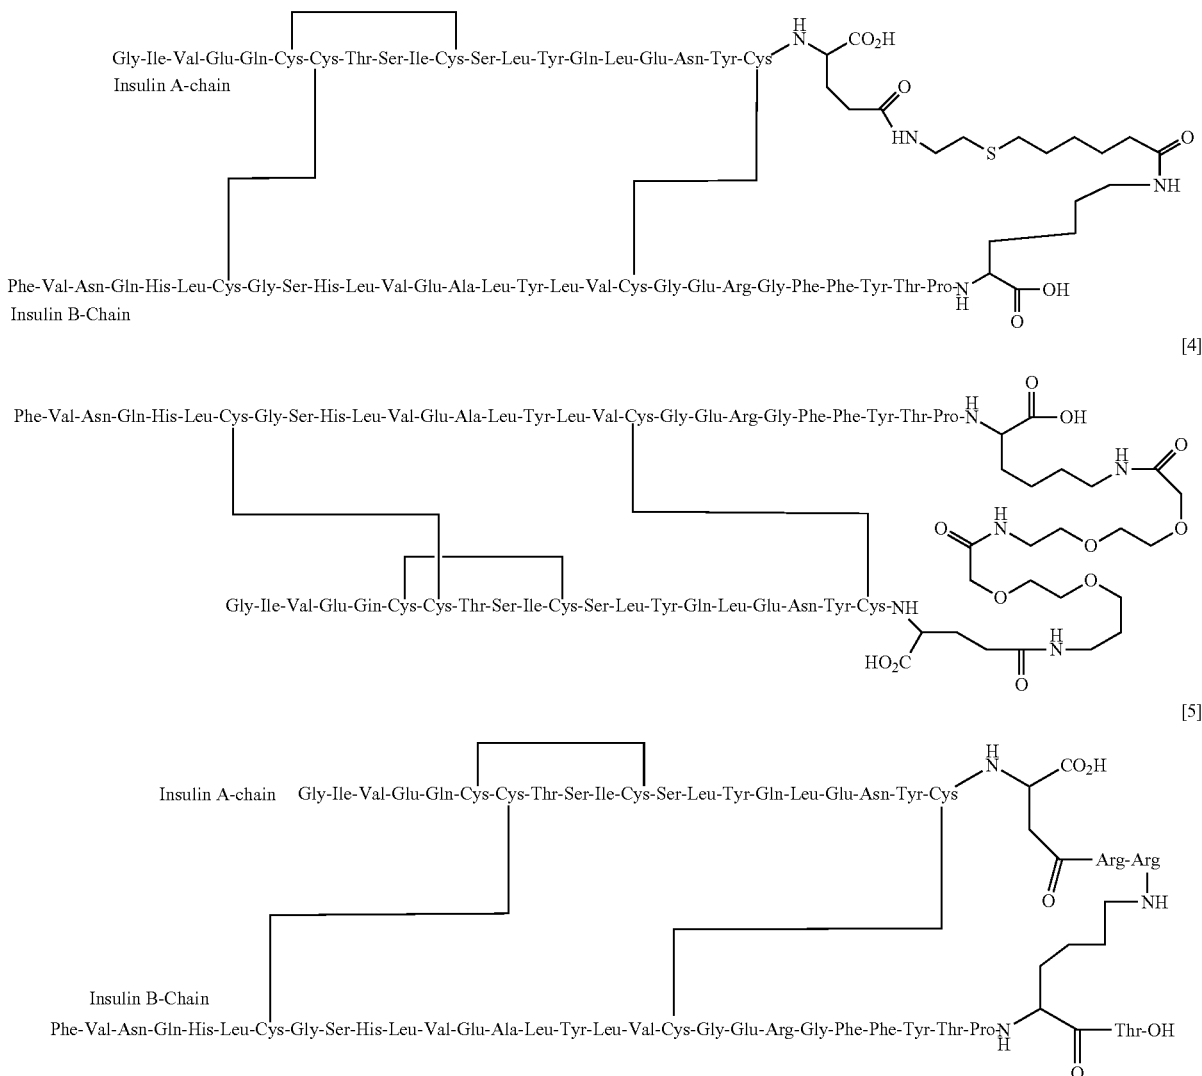 Gly-Ile-Val-Glu-Gln-Cys-Cys-Thr-Ser-Ile-Cys-Ser-Leu-Tyr-Gln-Leu-Glu-Asn-Tyr-Cys
H
N
CO2H
Insulin A-chain
O
HN
S
O
NH
Phe-Val-Asn-Gln-His-Leu-Cys-Gly-Ser-His-Leu-Val-Glu-Ala-Leu-Tyr-Leu-Val-Cys-Gly-Glu-Arg-Gly-Phe-Phe-Tyr-Thr-Pro
N
H
OH
O
Insulin B-Chain
[4]
O
Phe-Val-Asn-Gln-His-Leu-Cys-Gly-Ser-His-Leu-Val-Glu-Ala-Leu-Tyr-Leu-Val-Cys-Gly-Glu-Arg-Gly-Phe-Phe-Tyr-Thr-Pro
H
N
OH
H
N
O
O
H
N
O
O
O
O
Gly-Ile-Val-Glu-Gin-Cys-Cys-Thr-Ser-Ile-Cys-Ser-Leu-Tyr-Gln-Leu-Glu-Asn-Tyr-Cys-NH
HO2C
H
N
O
[5]
H
N
CO2H
Insulin A-chain
Gly-Ile-Val-Glu-Gln-Cys-Cys-Thr-Ser-Ile-Cys-Ser-Leu-Tyr-Gln-Leu-Glu-Asn-Tyr-Cys
Arg-Arg
O
NH
Insulin B-Chain
Phe-Val-Asn-Gln-His-Leu-Cys-Gly-Ser-His-Leu-Val-Glu-Ala-Leu-Tyr-Leu-Val-Cys-Gly-Glu-Arg-Gly-Phe-Phe-Tyr-Thr-Pro
N
H
Thr-OH
O